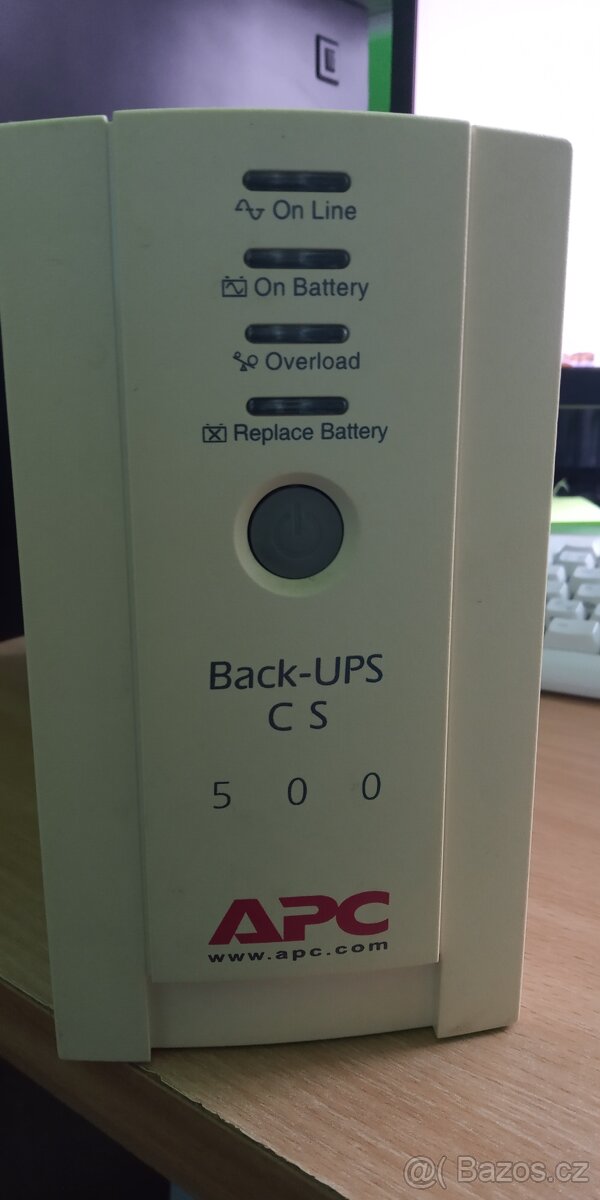 On Line
On Battery
Overload
Replace Battery
Back-UPS
CS
500
APC
www.apc.com
@( Bazos.cz